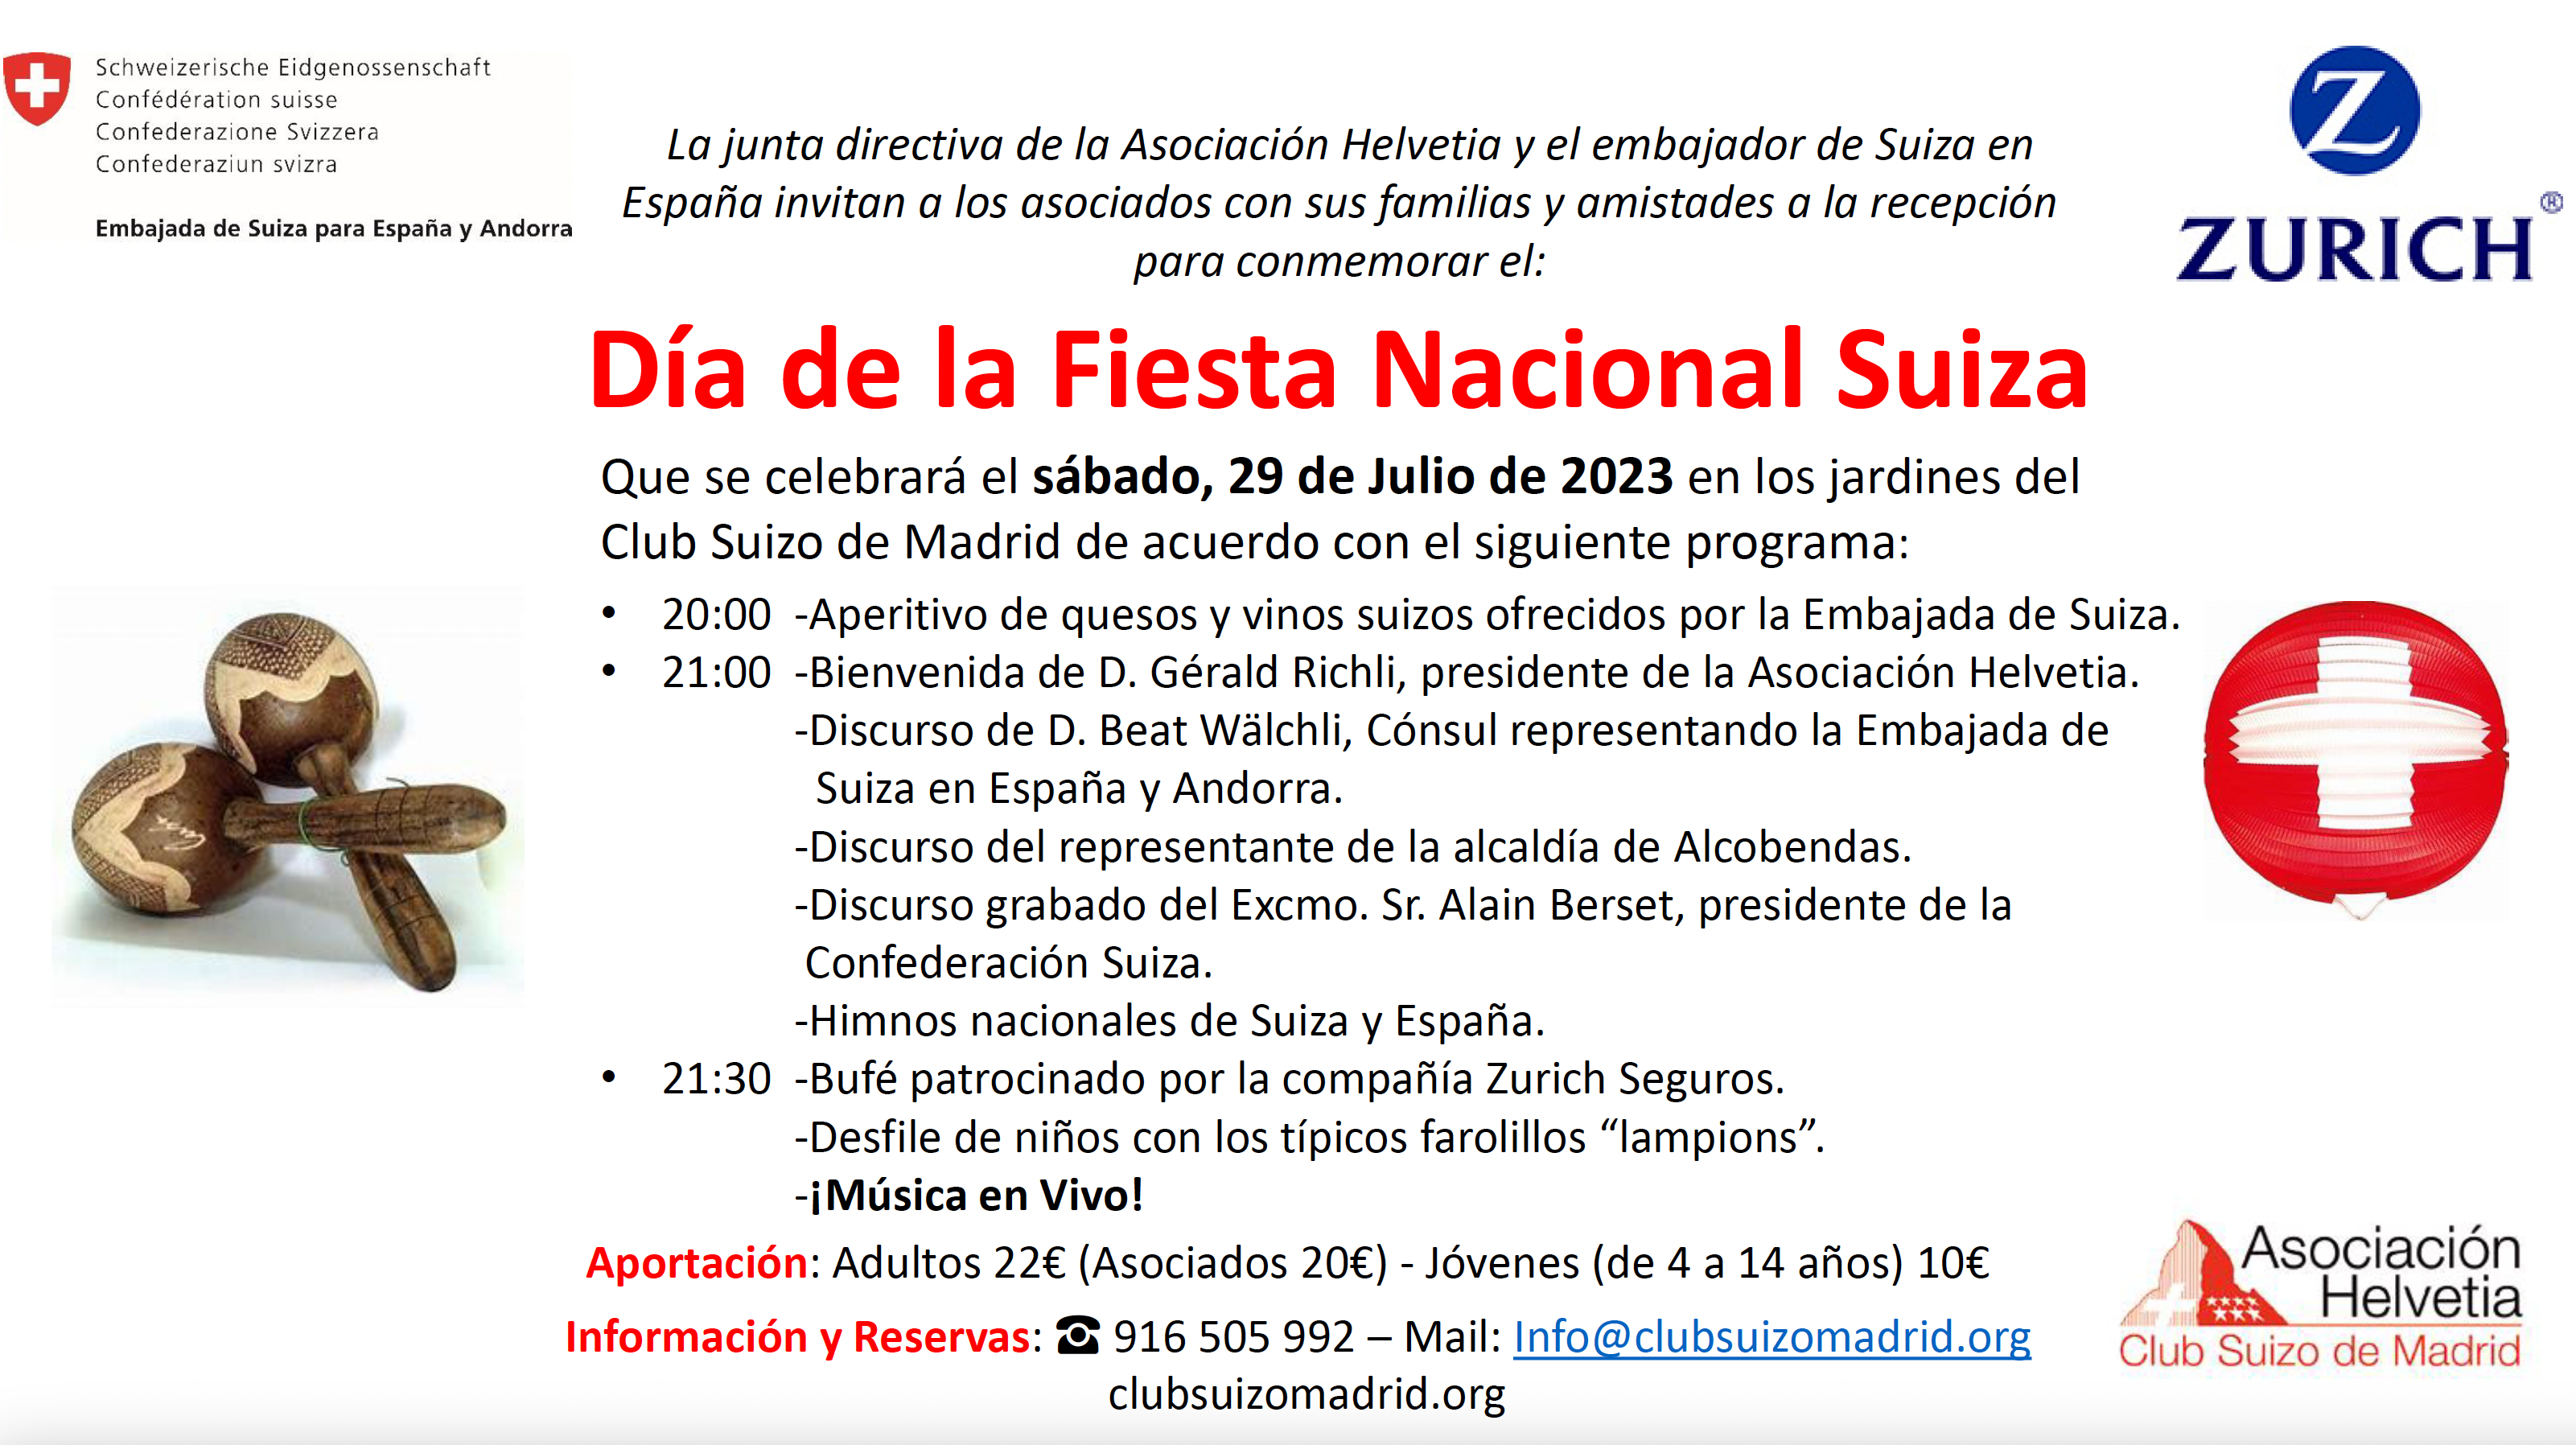 Schweizerische Eidgenossenschaft
Confédération suisse
Confederazione Svizzera
Confederaziun svizra
Embajada de Suiza para España y Andorra
ZURICH®
La junta directiva de la Asociación Helvetia y el embajador de Suiza en
España invitan a los asociados con sus familias y amistades a la recepción
para conmemorar el:
Día de la Fiesta Nacional Suiza
Que se celebrará el sábado, 29 de Julio de 2023 en los jardines del
Club Suizo de Madrid de acuerdo con el siguiente programa:
• 20:00 -Aperitivo de quesos y vinos suizos ofrecidos por la Embajada de Suiza.
• 21:00 -Bienvenida de D. Gérald Richli, presidente de la Asociación Helvetia.
-Discurso de D. Beat Wälchli, Cónsul representando la Embajada de
Suiza en España y Andorra.
-Discurso del representante de la alcaldía de Alcobendas.
-Discurso grabado del Excmo. Sr. Alain Berset, presidente de la
Confederación Suiza.
-Himnos nacionales de Suiza y España.
• 21:30 -Bufé patrocinado por la compañía Zurich Seguros.
-Desfile de niños con los típicos farolillos “lampions”.
-¡Música en Vivo!
Aportación: Adultos 22€ (Asociados 20€) - Jóvenes (de 4 a 14 años) 10€
Información y Reservas: ☎ 916 505 992 – Mail: Info@clubsuizomadrid.org
clubsuizomadrid.org
Asociación
Helvetia
Club Suizo de Madrid